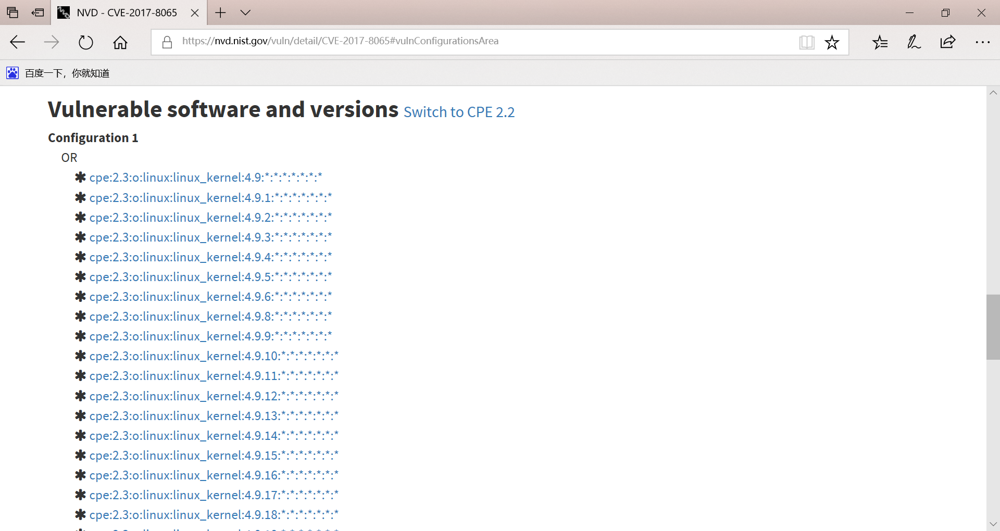 NVD - CVE-2017-8065
https://nvd.nist.gov/vuln/detail/CVE-2017-8065#vulnConfigurationsArea
百度一下，你就知道
Vulnerable software and versions Switch to CPE 2.2
Configuration 1
OR
✱ cpe:2.3:o:linux:linux_kernel:4.9:*:*:*:*:*:*:*
✱ cpe:2.3:o:linux:linux_kernel:4.9.1:*:*:*:*:*:*:*
✱ cpe:2.3:o:linux:linux_kernel:4.9.2:*:*:*:*:*:*:*
✱ cpe:2.3:o:linux:linux_kernel:4.9.3:*:*:*:*:*:*:*
✱ cpe:2.3:o:linux:linux_kernel:4.9.4:*:*:*:*:*:*:*
✱ cpe:2.3:o:linux:linux_kernel:4.9.5:*:*:*:*:*:*:*
✱ cpe:2.3:o:linux:linux_kernel:4.9.6:*:*:*:*:*:*:*
✱ cpe:2.3:o:linux:linux_kernel:4.9.8:*:*:*:*:*:*:*
✱ cpe:2.3:o:linux:linux_kernel:4.9.9:*:*:*:*:*:*:*
✱ cpe:2.3:o:linux:linux_kernel:4.9.10:*:*:*:*:*:*:*
✱ cpe:2.3:o:linux:linux_kernel:4.9.11:*:*:*:*:*:*:*
✱ cpe:2.3:o:linux:linux_kernel:4.9.12:*:*:*:*:*:*:*
✱ cpe:2.3:o:linux:linux_kernel:4.9.13:*:*:*:*:*:*:*
✱ cpe:2.3:o:linux:linux_kernel:4.9.14:*:*:*:*:*:*:*
✱ cpe:2.3:o:linux:linux_kernel:4.9.15:*:*:*:*:*:*:*
✱ cpe:2.3:o:linux:linux_kernel:4.9.16:*:*:*:*:*:*:*
✱ cpe:2.3:o:linux:linux_kernel:4.9.17:*:*:*:*:*:*:*
✱ cpe:2.3:o:linux:linux_kernel:4.9.18:*:*:*:*:*:*:*